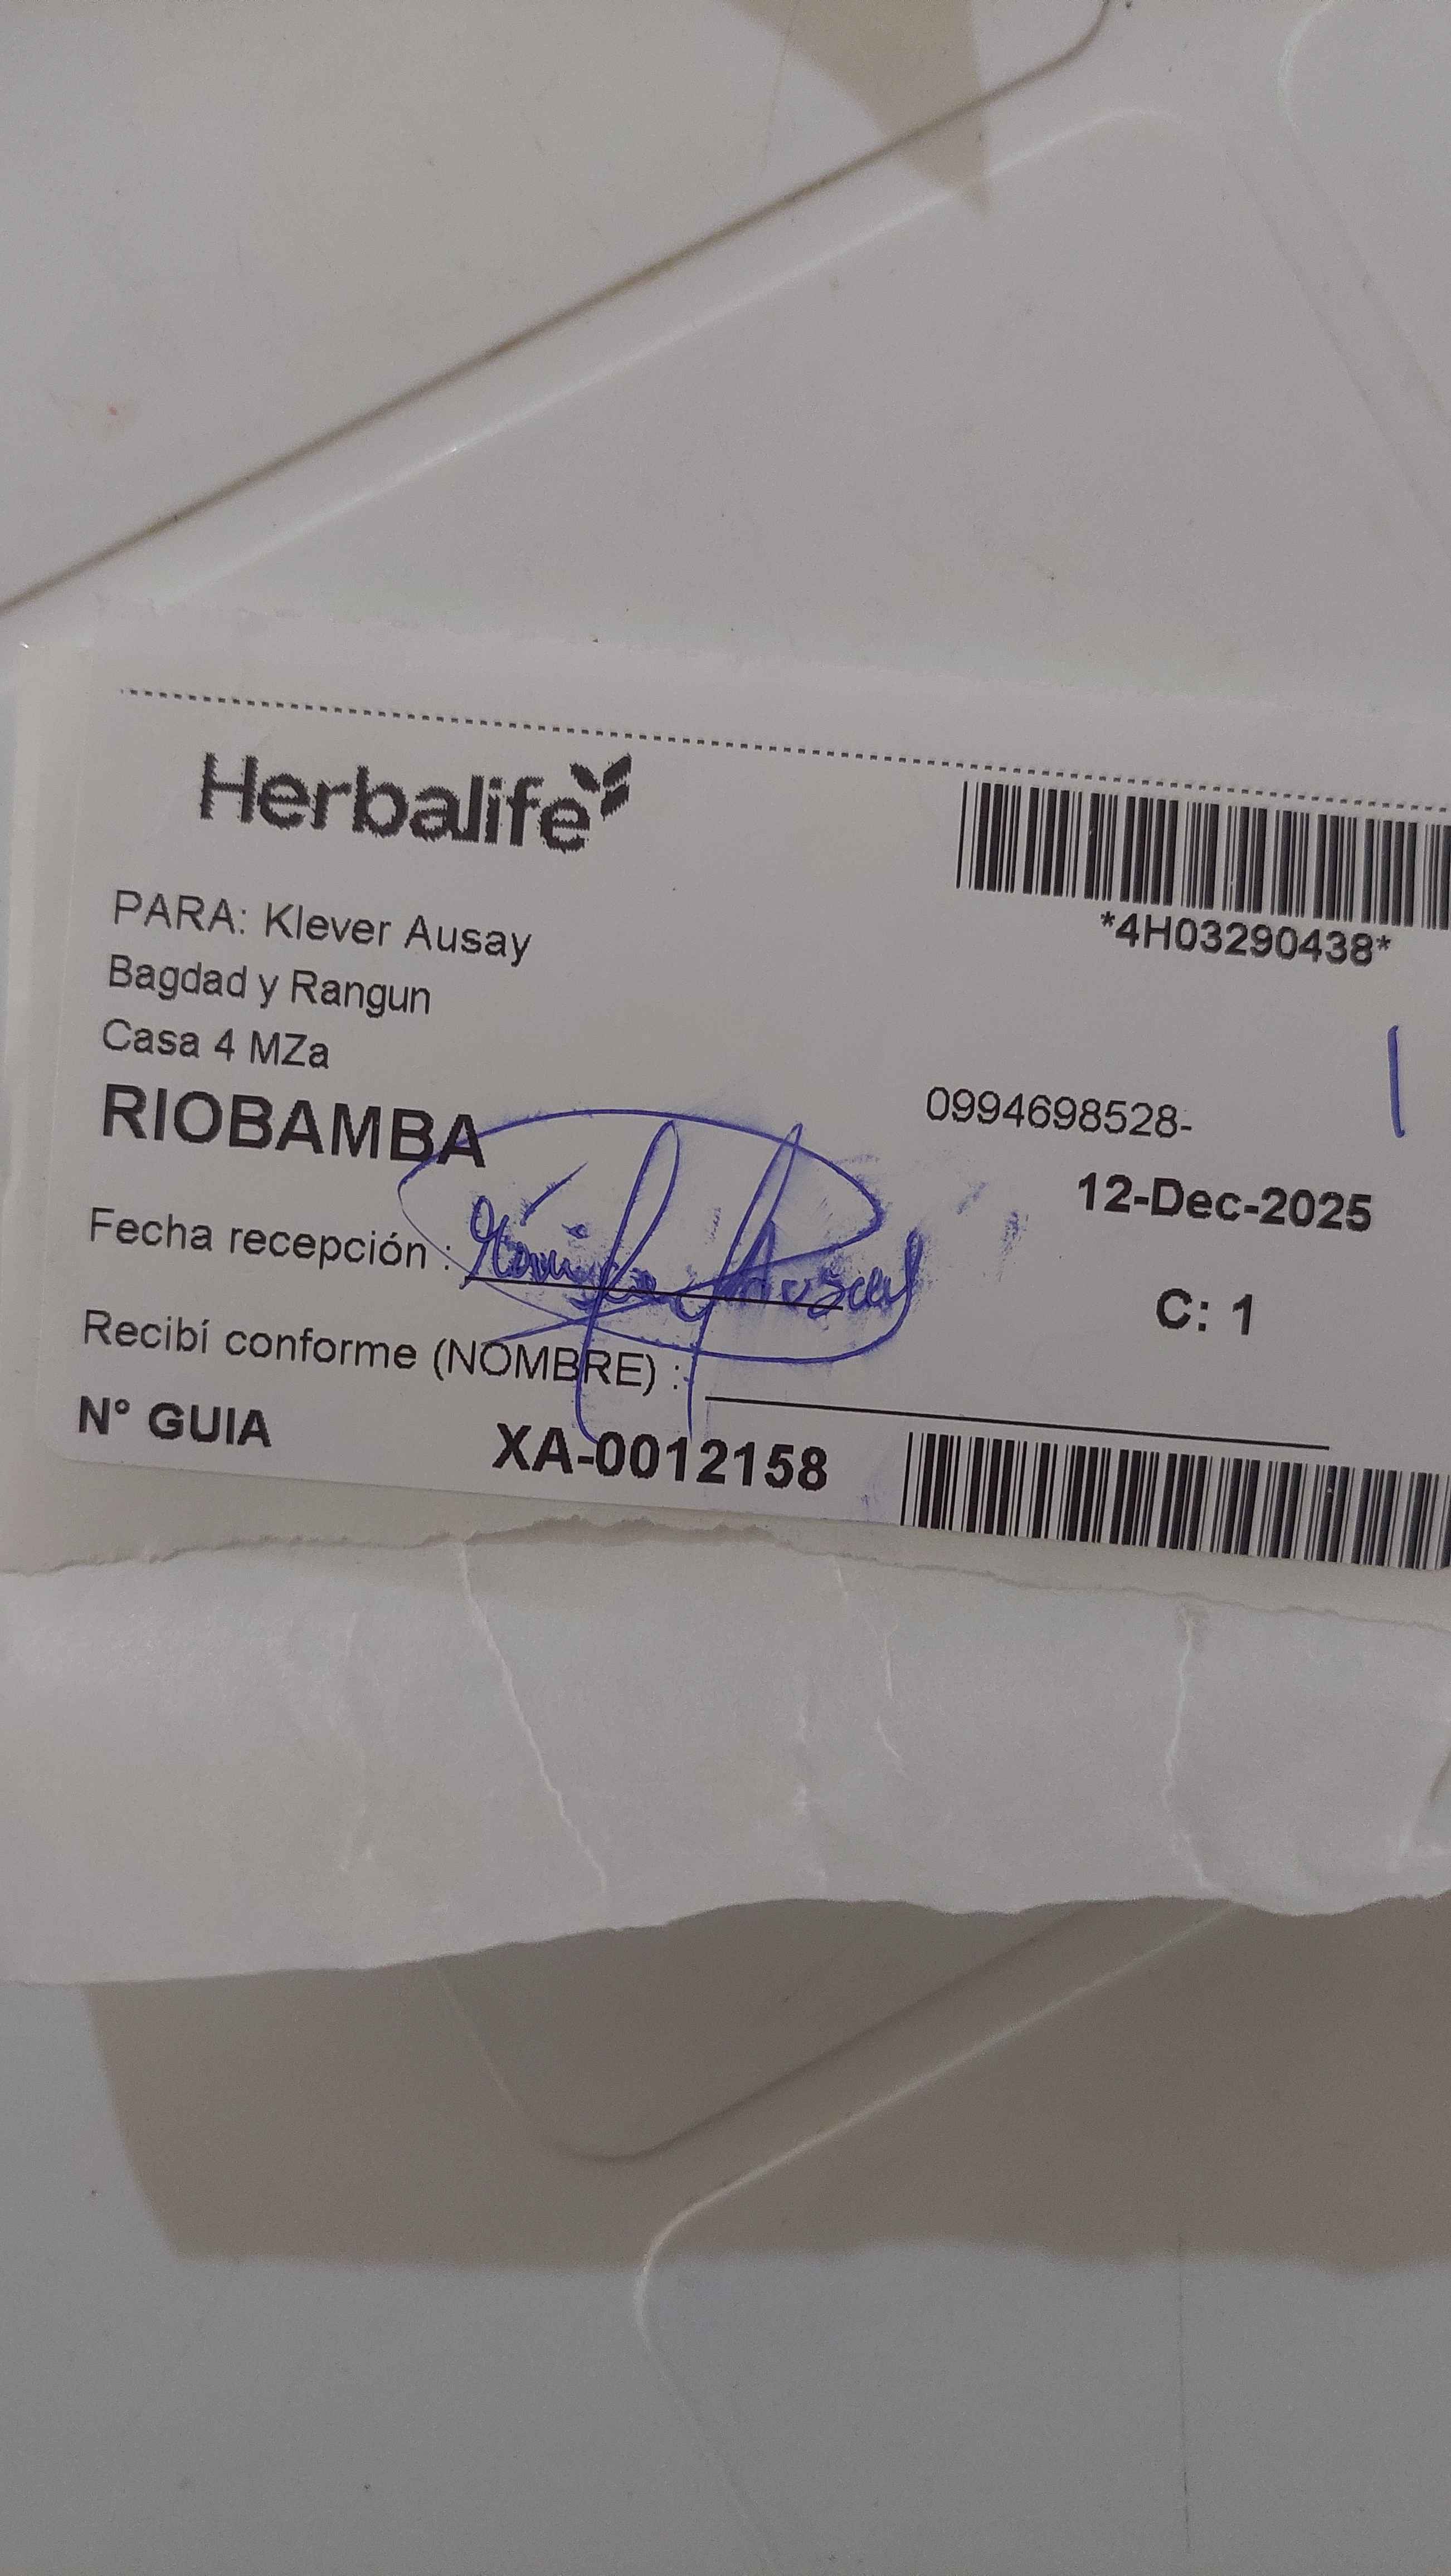 Herbalife
*4H03290438*
PARA: Klever Ausay
Bagdad y Rangun
Casa 4 MZa
0994698528-
RIOBAMBA
12-Dec-2025
Fecha recepción : Ausay
C: 1
Recibí conforme (NOMBRE) :
N° GUIA XA-0012158